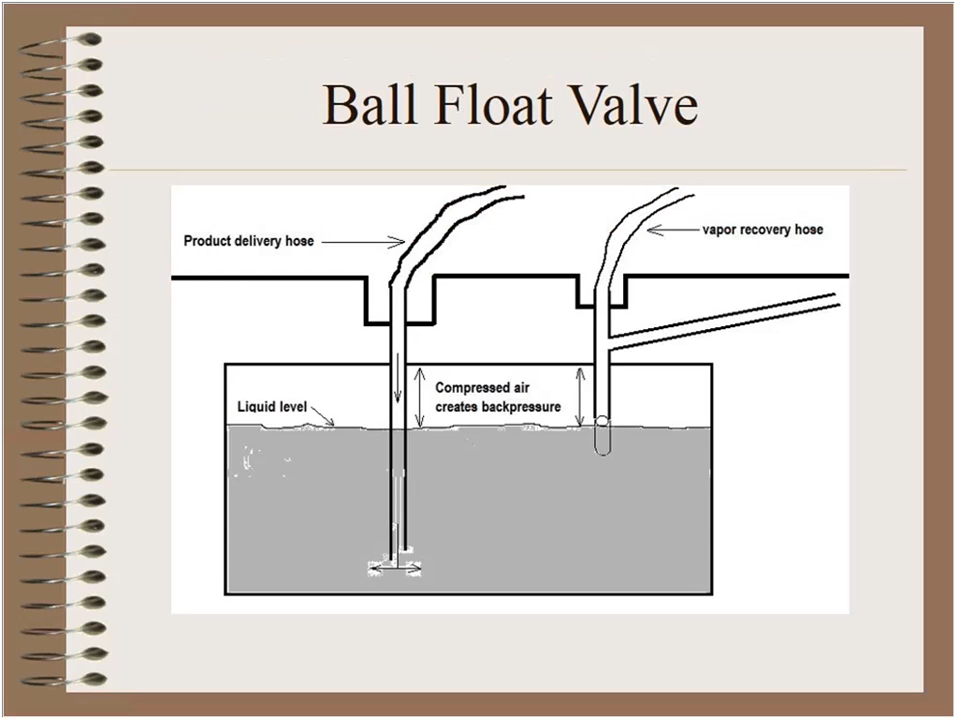 Ball Float Valve
Product delivery hose
vapor recovery hose
Compressed air
creates backpressure
Liquid level